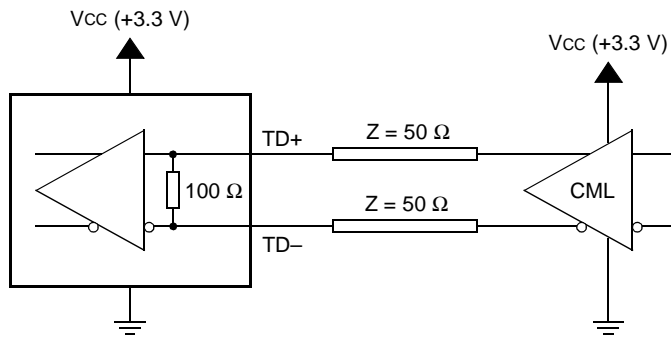 VCC (+3.3 V)
VCC (+3.3 V)
TD+
Z = 50 Ω
100 Ω
CML
Z = 50 Ω
TD–